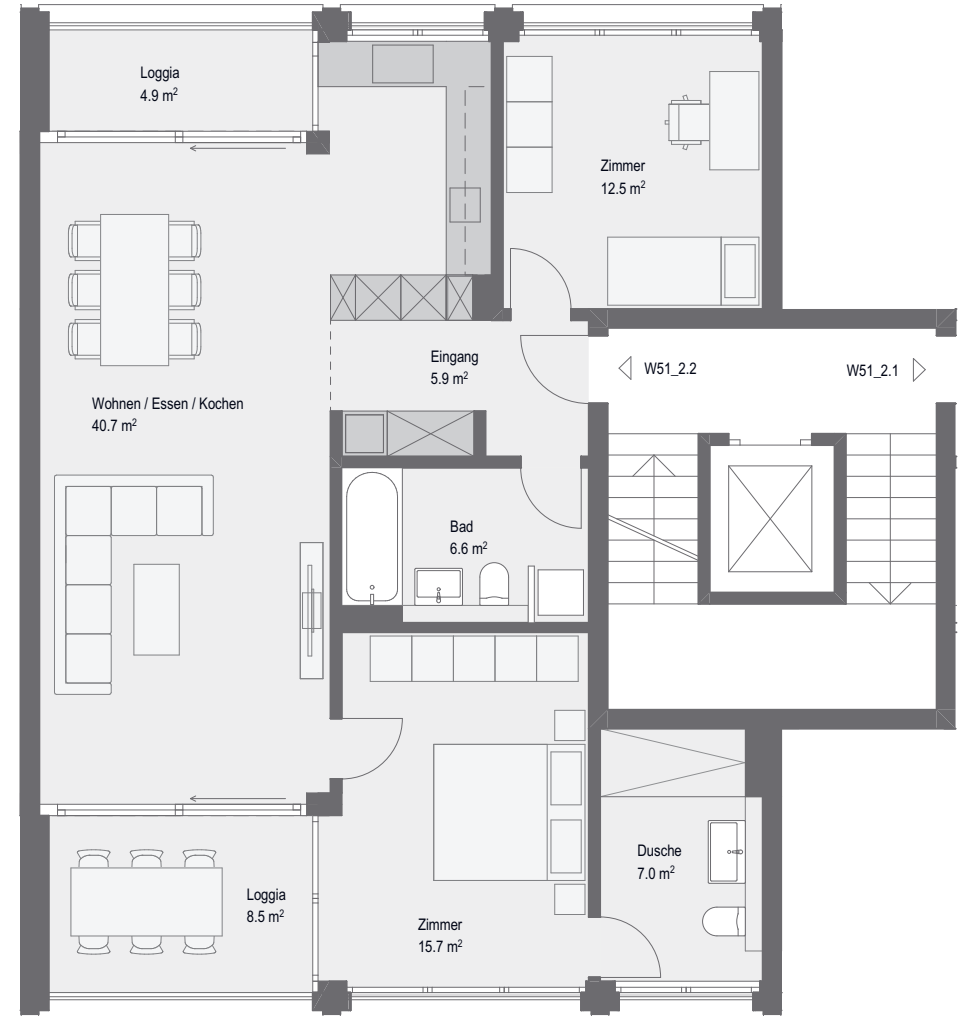 Loggia
4.9 m²
Zimmer
12.5 m²
Eingang
5.9 m²
W51_2.2
W51_2.1
Wohnen / Essen / Kochen
40.7 m²
Bad
6.6 m²
Dusche
7.0 m²
Loggia
8.5 m²
Zimmer
15.7 m²